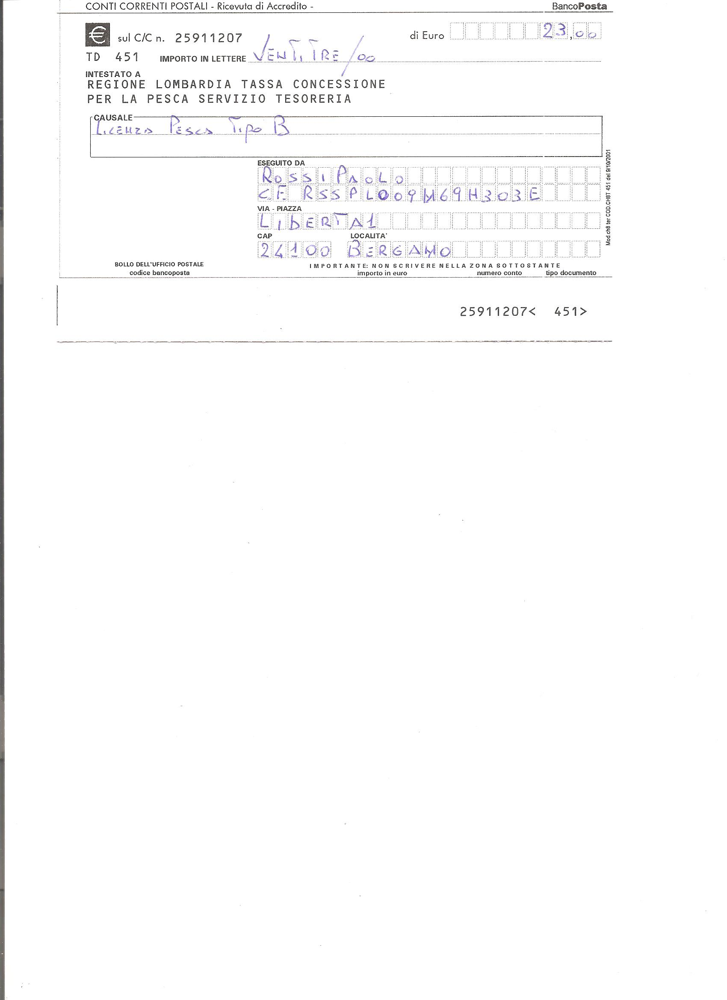 CONTI CORRENTI POSTALI - Ricevuta di Accredito - BancoPosta
€ sul C/C n. 25911207 di Euro 23,00
TD 451 IMPORTO IN LETTERE VENTITRE/00
INTESTATO A
REGIONE LOMBARDIA TASSA CONCESSIONE
PER LA PESCA SERVIZIO TESORERIA
CAUSALE
Licenza Pesca Tipo B
ESEGUITO DA
ROSSI PAOLO
C.F. RSSPLO09M69H303E
VIA - PIAZZA
LIBERTA 1
CAP LOCALITA'
24100 BERGAMO
BOLLO DELL'UFFICIO POSTALE IMPORTANTE: NON SCRIVERE NELLA ZONA SOTTOSTANTE
codice bancoposta importo in euro numero conto tipo documento
25911207< 451>
Mod.ch8 ter COD.CH8T 451 d del 9/10/2001